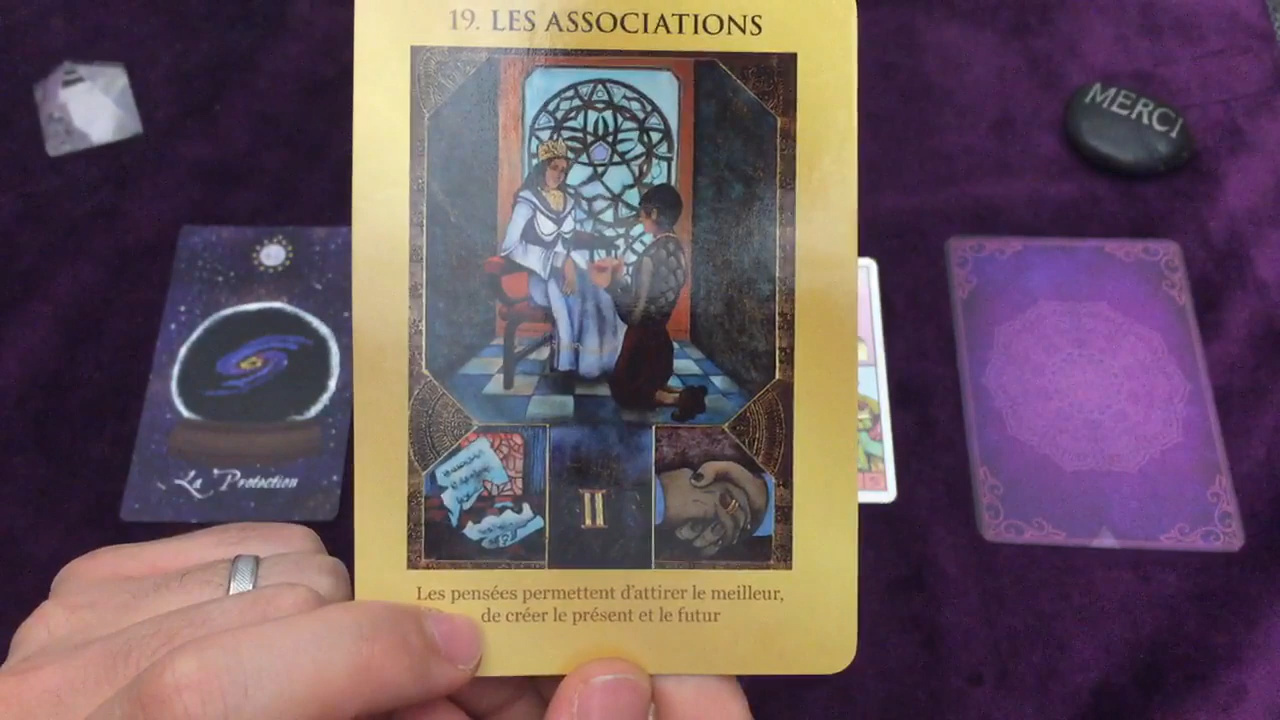 19. LES ASSOCIATIONS
MERCI
La Protection
II
Les pensées permettent d'attirer le meilleur,
de créer le présent et le futur